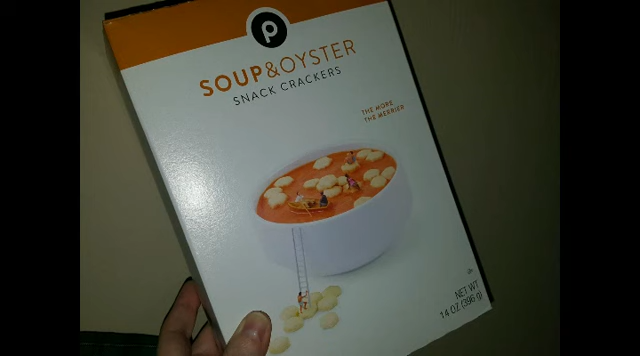 p
SOUP&OYSTER
SNACK CRACKERS
THE MORE
THE MERRIER
NET WT
14 OZ (396 g)